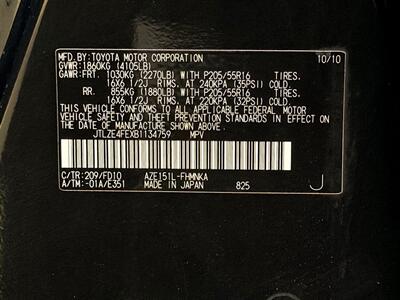 MFD. BY: TOYOTA MOTOR CORPORATION 10/10
GVWR: 1860KG (4105LB)
GAWR: FRT. 1030KG (2270LB) WITH P205/55R16 TIRES.
16X6 1/2J RIMS. AT 240KPA (35PSI) COLD.
RR. 855KG (1880LB) WITH P205/55R16 TIRES.
16X6 1/2J RIMS. AT 220KPA (32PSI) COLD.
THIS VEHICLE CONFORMS TO ALL APPLICABLE FEDERAL MOTOR
VEHICLE SAFETY AND THEFT PREVENTION STANDARDS IN EFFECT
ON THE DATE OF MANUFACTURE SHOWN ABOVE.
JTLZE4FEXB1134759 MPV
C/TR: 209/FD10 AZE151L-FHMNKA
A/TM: -01A/E351 MADE IN JAPAN 825 J